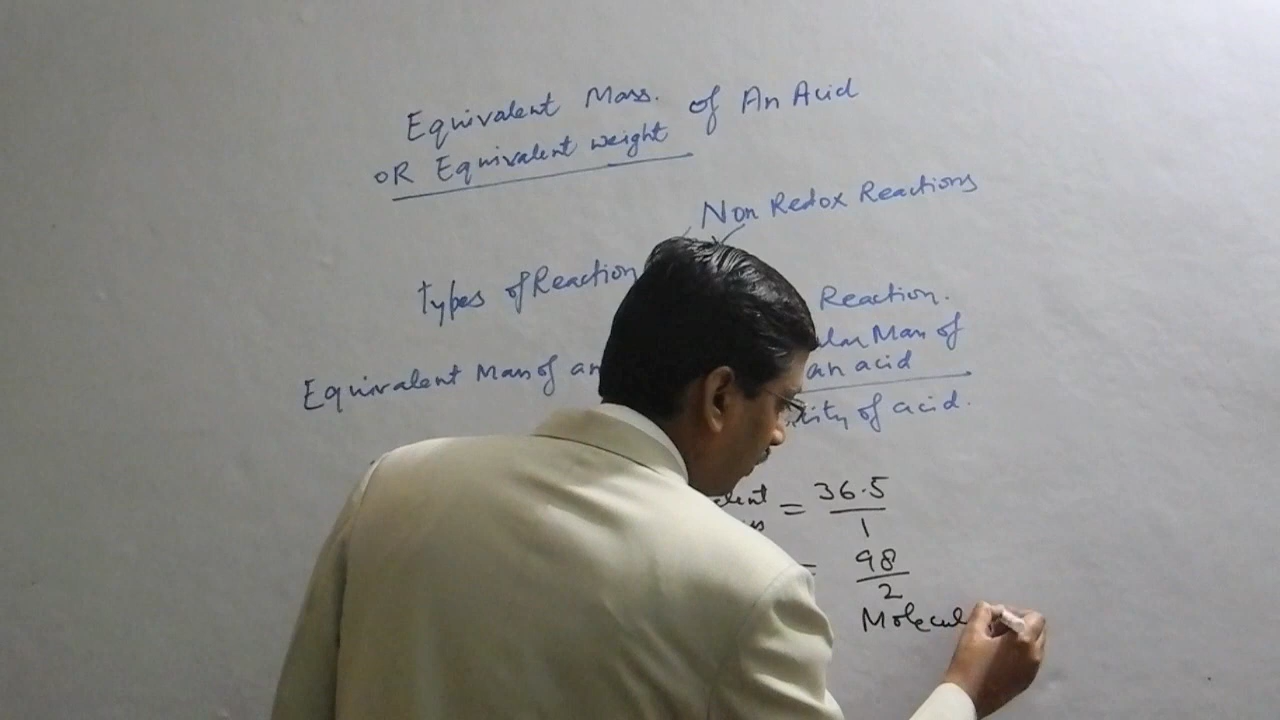 Equivalent Mass. of An Acid
OR Equivalent weight
Non Redox Reactions
Types of Reaction
Reaction.
lar Mass of
Equivalent Mass of an
an acid
city of acid.
36.5
=
1
98
2
Molecul